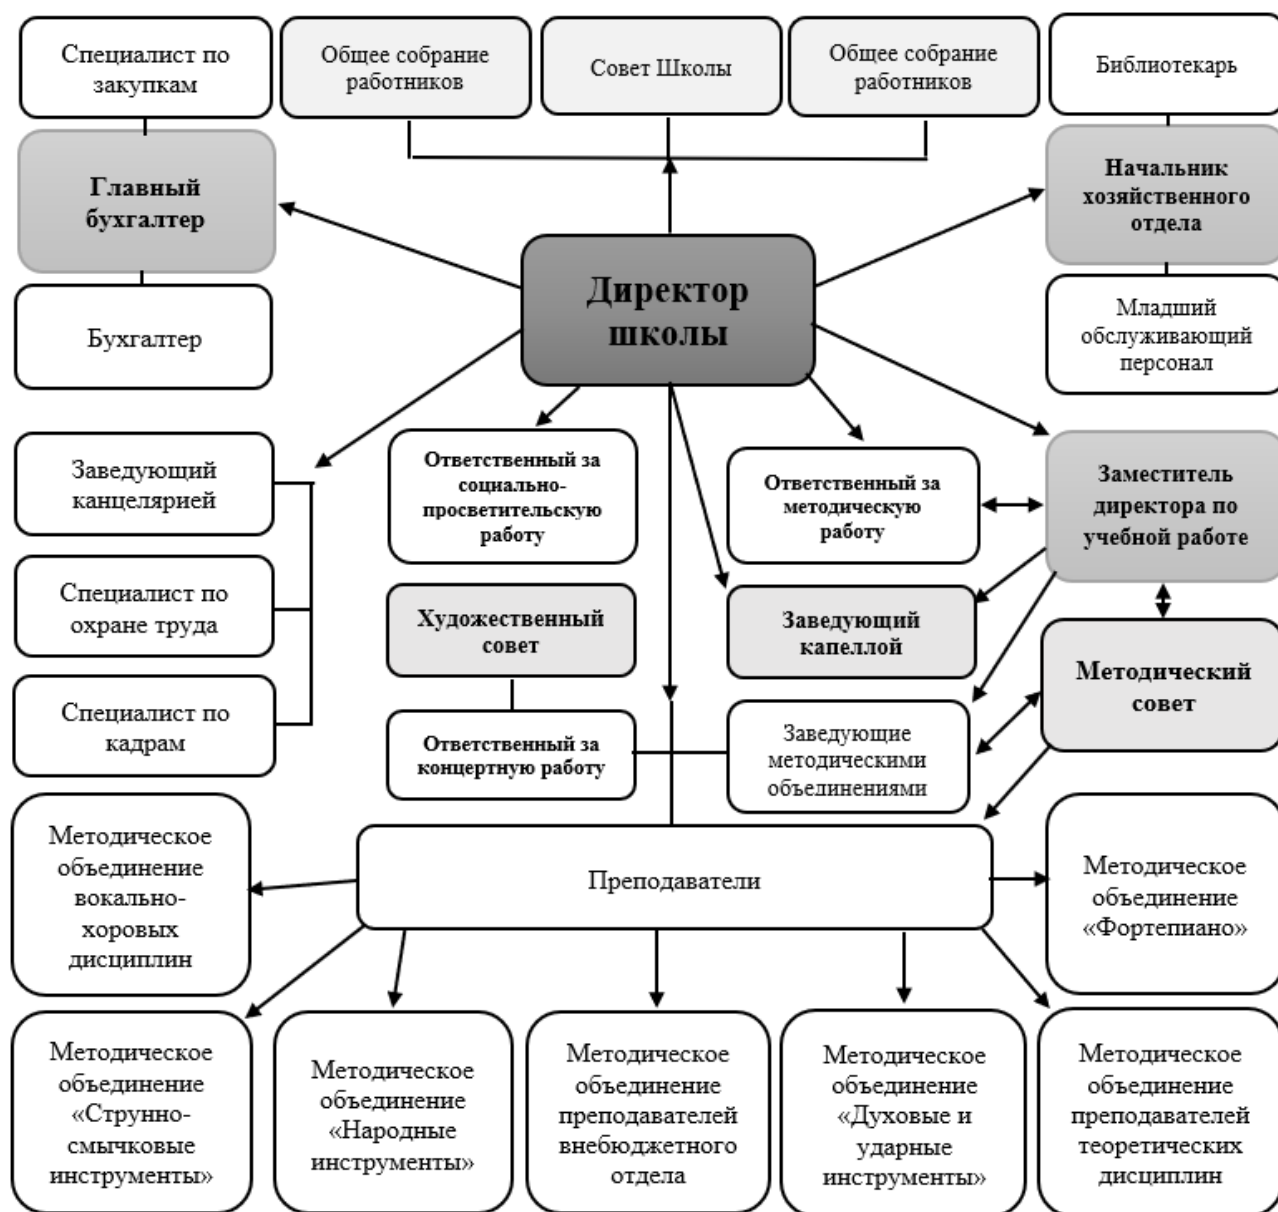 Специалист по
закупкам
Общее собрание
работников
Совет Школы
Общее собрание
работников
Библиотекарь
Главный
бухгалтер
Начальник
хозяйственного
отдела
Директор
школы
Бухгалтер
Младший
обслуживающий
персонал
Заведующий
канцелярией
Ответственный за
социально-
просветительскую
работу
Ответственный за
методическую
работу
Заместитель
директора по
учебной работе
Специалист по
охране труда
Художественный
совет
Заведующий
капеллой
Методический
совет
Специалист по
кадрам
Ответственный за
концертную работу
Заведующие
методическими
объединениями
Методическое
объединение
вокально-
хоровых
дисциплин
Преподаватели
Методическое
объединение
«Фортепиано»
Методическое
объединение
«Струнно-
смычковые
инструменты»
Методическое
объединение
«Народные
инструменты»
Методическое
объединение
преподавателей
внебюджетного
отдела
Методическое
объединение
«Духовые и
ударные
инструменты»
Методическое
объединение
преподавателей
теоретических
дисциплин